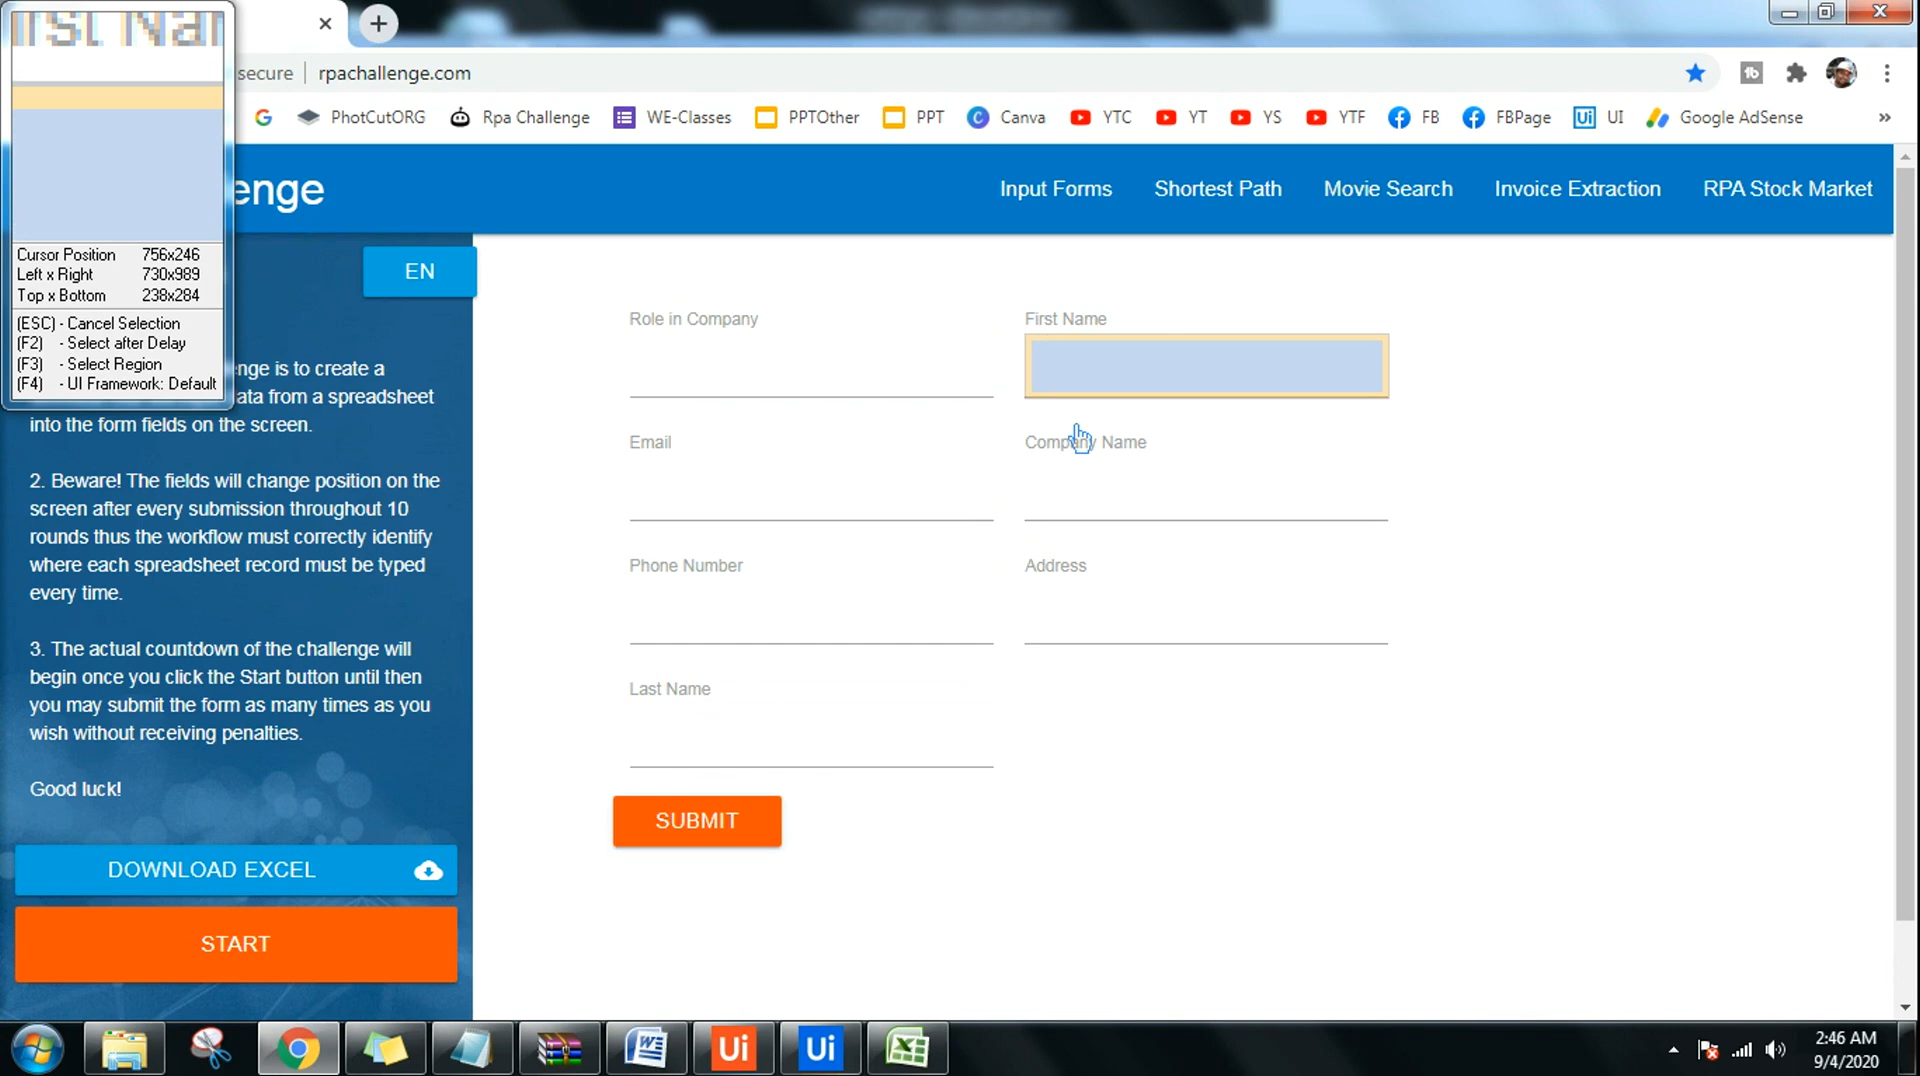 irst Nar
Cursor Position 756x246
Left x Right 730x989
Top x Bottom 238x284
(ESC) - Cancel Selection
(F2) - Select after Delay
(F3) - Select Region
(F4) - UI Framework: Default
secure rpachallenge.com
PhotCutORG Rpa Challenge WE-Classes PPTOther PPT Canva YTC YT YS YTF FB FBPage UI Google AdSense »
enge Input Forms Shortest Path Movie Search Invoice Extraction RPA Stock Market
EN
nge is to create a
ata from a spreadsheet
into the form fields on the screen.
2. Beware! The fields will change position on the
screen after every submission throughout 10
rounds thus the workflow must correctly identify
where each spreadsheet record must be typed
every time.
3. The actual countdown of the challenge will
begin once you click the Start button until then
you may submit the form as many times as you
wish without receiving penalties.
Good luck!
DOWNLOAD EXCEL
START
Role in Company First Name
Email Company Name
Phone Number Address
Last Name
SUBMIT
Ui Ui
2:46 AM
9/4/2020